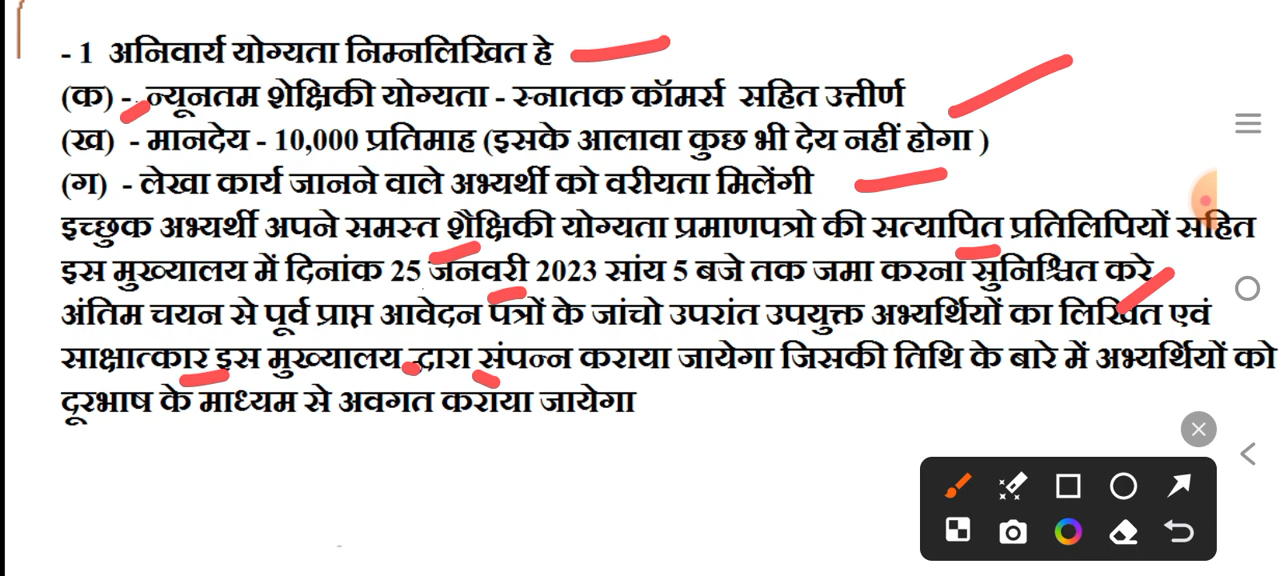 - 1 अनिवार्य योग्यता निम्नलिखित हे
(क) - न्यूनतम शेक्षिकी योग्यता - स्नातक कॉमर्स सहित उत्तीर्ण
(ख) - मानदेय - 10,000 प्रतिमाह (इसके आलावा कुछ भी देय नहीं होगा )
(ग) - लेखा कार्य जानने वाले अभ्यर्थी को वरीयता मिलेंगी
इच्छुक अभ्यर्थी अपने समस्त शैक्षिकी योग्यता प्रमाणपत्रो की सत्यापित प्रतिलिपियों सहित
इस मुख्यालय में दिनांक 25 जनवरी 2023 सांय 5 बजे तक जमा करना सुनिश्चित करे
अंतिम चयन से पूर्व प्राप्त आवेदन पत्रों के जांचो उपरांत उपयुक्त अभ्यर्थियों का लिखित एवं
साक्षात्कार इस मुख्यालय द्वारा संपन्न कराया जायेगा जिसकी तिथि के बारे में अभ्यर्थियों को
दूरभाष के माध्यम से अवगत कराया जायेगा